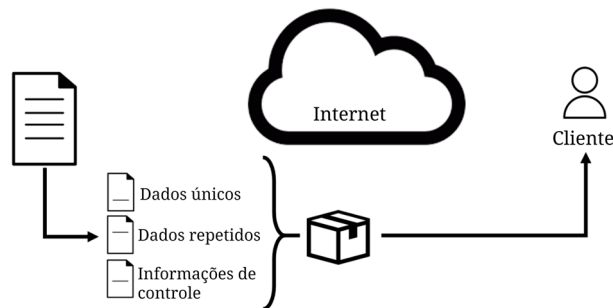 Internet
Cliente
Dados únicos
Dados repetidos
Informações de
controle